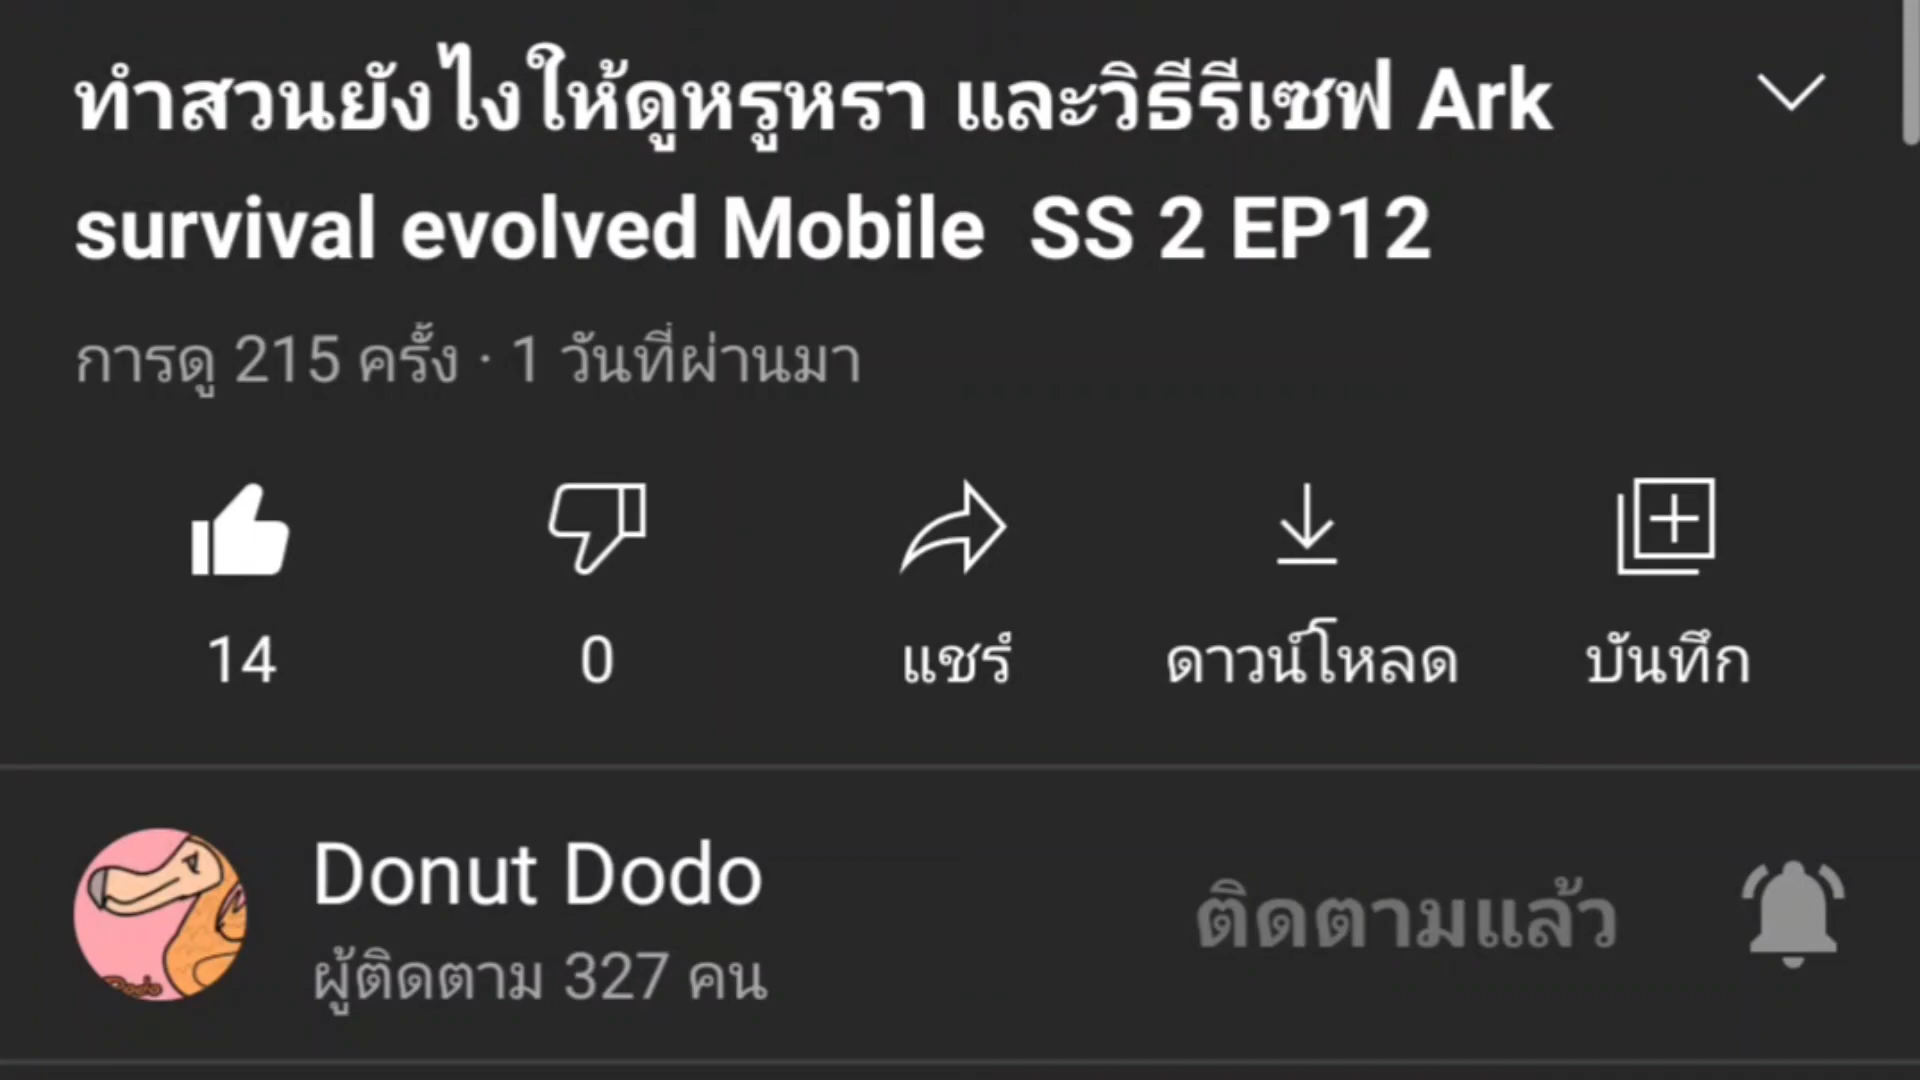 ทำสวนยังไงให้ดูหรูหรา และวิธีรีเซฟ Ark
survival evolved Mobile  SS 2 EP12
การดู 215 ครั้ง · 1 วันที่ผ่านมา
14
0
แชร์
ดาวน์โหลด
บันทึก
Donut Dodo
ติดตามแล้ว
ผู้ติดตาม 327 คน
Dodo